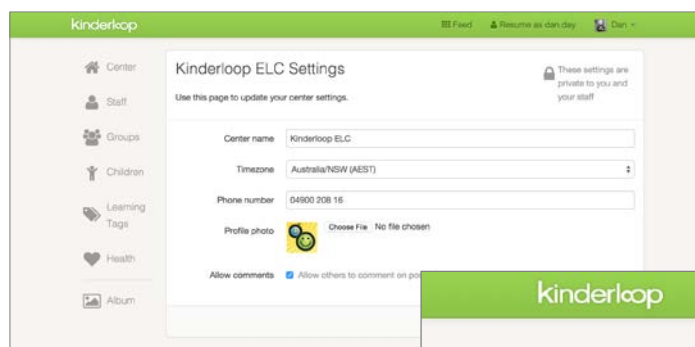 kinderloop
Feed
Resume as dan.day
Dan
Center
Staff
Groups
Children
Learning
Tags
Health
Album
Kinderloop ELC Settings
Use this page to update your center settings.
These settings are
private to you and
your staff
Center name
Kinderloop ELC
Timezone
Australia/NSW (AEST)
Phone number
04900 208 16
Profile photo
Choose File No file chosen
Allow comments
Allow others to comment on po
kinderloop